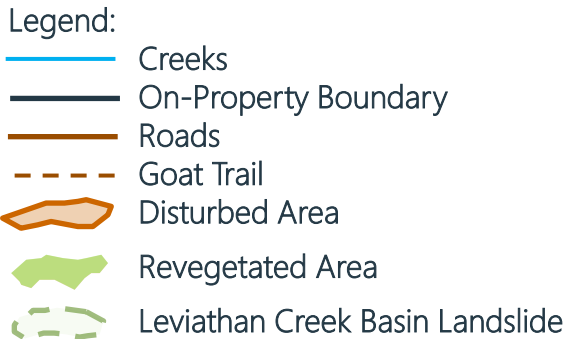 Legend:
Creeks
On-Property Boundary
Roads
Goat Trail
Disturbed Area
Revegetated Area
Leviathan Creek Basin Landslide